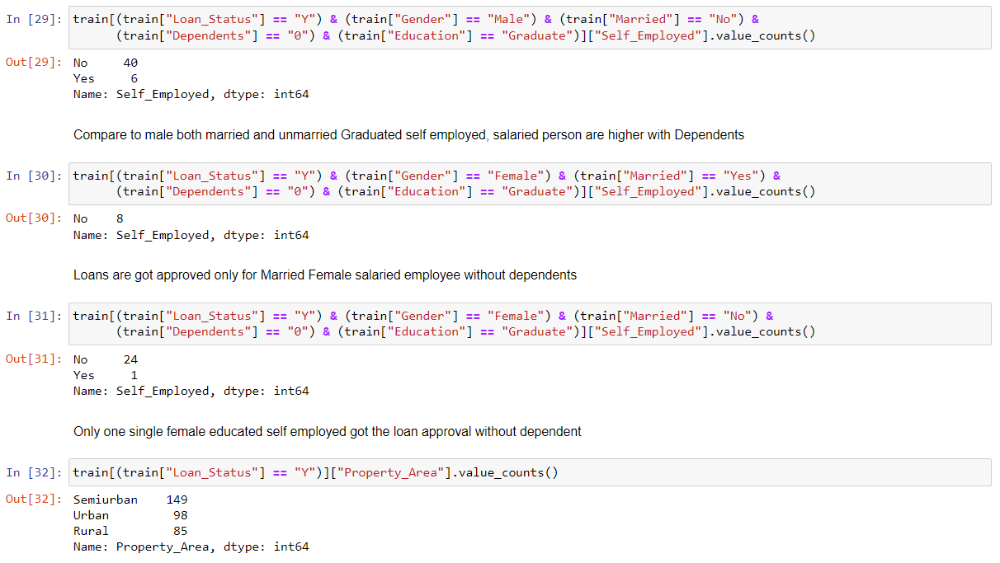 In [29]: train[(train["Loan_Status"] == "Y") & (train["Gender"] == "Male") & (train["Married"] == "No") &
(train["Dependents"] == "0") & (train["Education"] == "Graduate")]["Self_Employed"].value_counts()
Out[29]: No 40
Yes 6
Name: Self_Employed, dtype: int64
Compare to male both married and unmarried Graduated self employed, salaried person are higher with Dependents
In [30]: train[(train["Loan_Status"] == "Y") & (train["Gender"] == "Female") & (train["Married"] == "Yes") &
(train["Dependents"] == "0") & (train["Education"] == "Graduate")]["Self_Employed"].value_counts()
Out[30]: No 8
Name: Self_Employed, dtype: int64
Loans are got approved only for Married Female salaried employee without dependents
In [31]: train[(train["Loan_Status"] == "Y") & (train["Gender"] == "Female") & (train["Married"] == "No") &
(train["Dependents"] == "0") & (train["Education"] == "Graduate")]["Self_Employed"].value_counts()
Out[31]: No 24
Yes 1
Name: Self_Employed, dtype: int64
Only one single female educated self employed got the loan approval without dependent
In [32]: train[(train["Loan_Status"] == "Y")]["Property_Area"].value_counts()
Out[32]: Semiurban 149
Urban 98
Rural 85
Name: Property_Area, dtype: int64